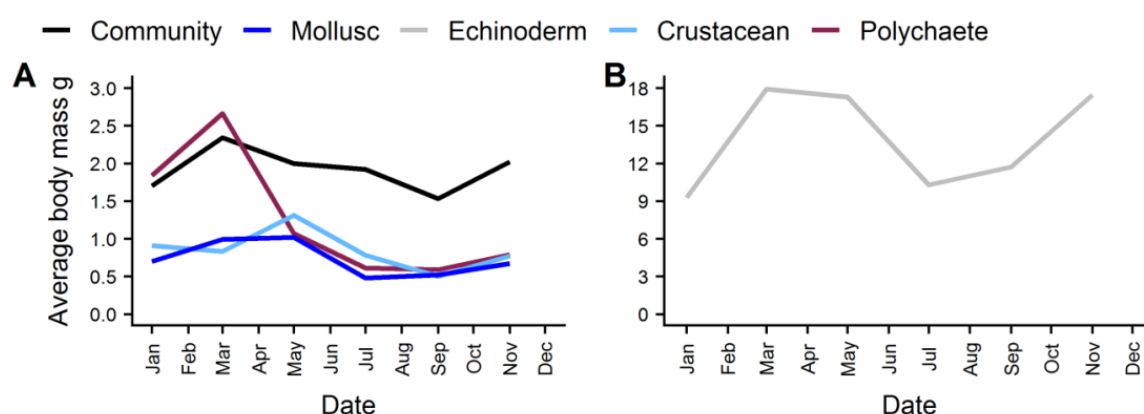 Community Mollusc Echinoderm Crustacean Polychaete
A
B
Average body mass g
3.0
2.5
2.0
1.5
1.0
0.5
0.0
Jan Feb Mar Apr May Jun Jul Aug Sep Oct Nov Dec
Date
18
15
12
9
6
3
0
Jan Feb Mar Apr May Jun Jul Aug Sep Oct Nov Dec
Date